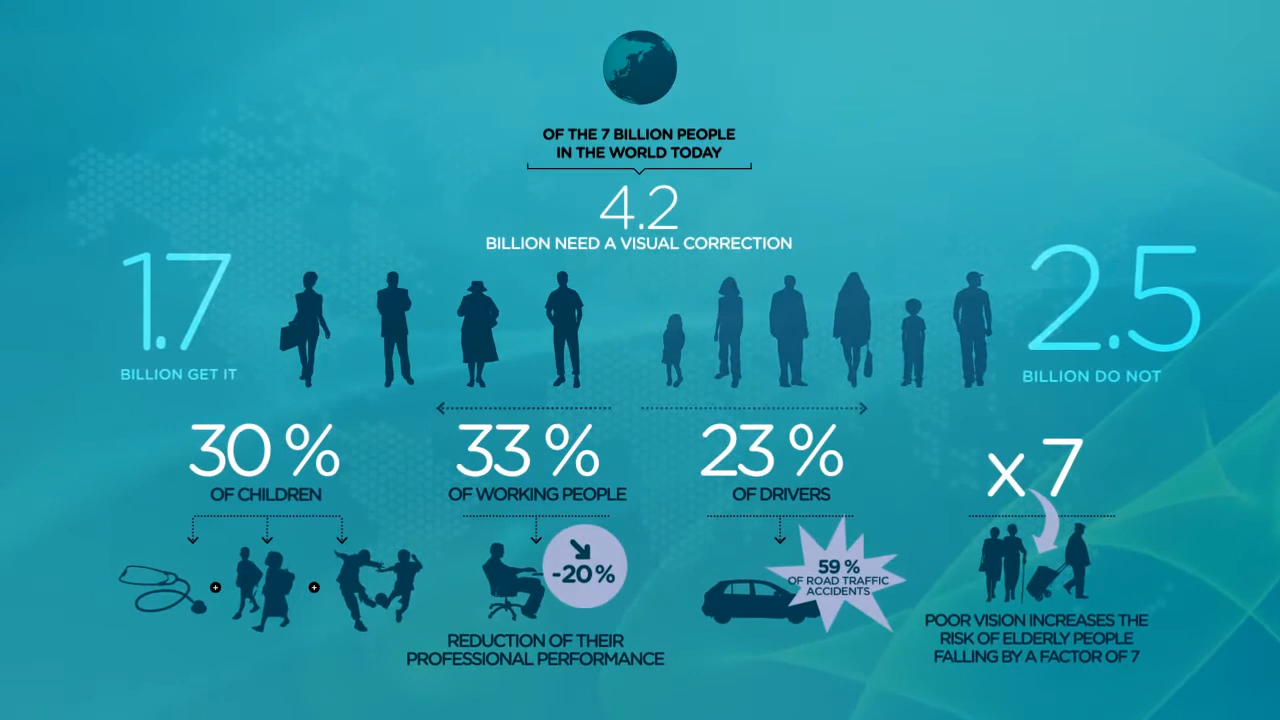 OF THE 7 BILLION PEOPLE
IN THE WORLD TODAY
4.2
BILLION NEED A VISUAL CORRECTION
1.7
BILLION GET IT
2.5
BILLION DO NOT
30 %
OF CHILDREN
33 %
OF WORKING PEOPLE
-20 %
REDUCTION OF THEIR
PROFESSIONAL PERFORMANCE
23 %
OF DRIVERS
59 %
OF ROAD TRAFFIC
ACCIDENTS
x7
POOR VISION INCREASES THE
RISK OF ELDERLY PEOPLE
FALLING BY A FACTOR OF 7